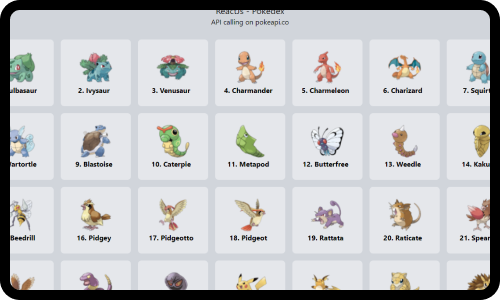 ReactJS - Pokedex
API calling on pokeapi.co
ulbasaur
2. Ivysaur
3. Venusaur
4. Charmander
5. Charmeleon
6. Charizard
7. Squirt
Wartortle
9. Blastoise
10. Caterpie
11. Metapod
12. Butterfree
13. Weedle
14. Kaku
Beedrill
16. Pidgey
17. Pidgeotto
18. Pidgeot
19. Rattata
20. Raticate
21. Spear